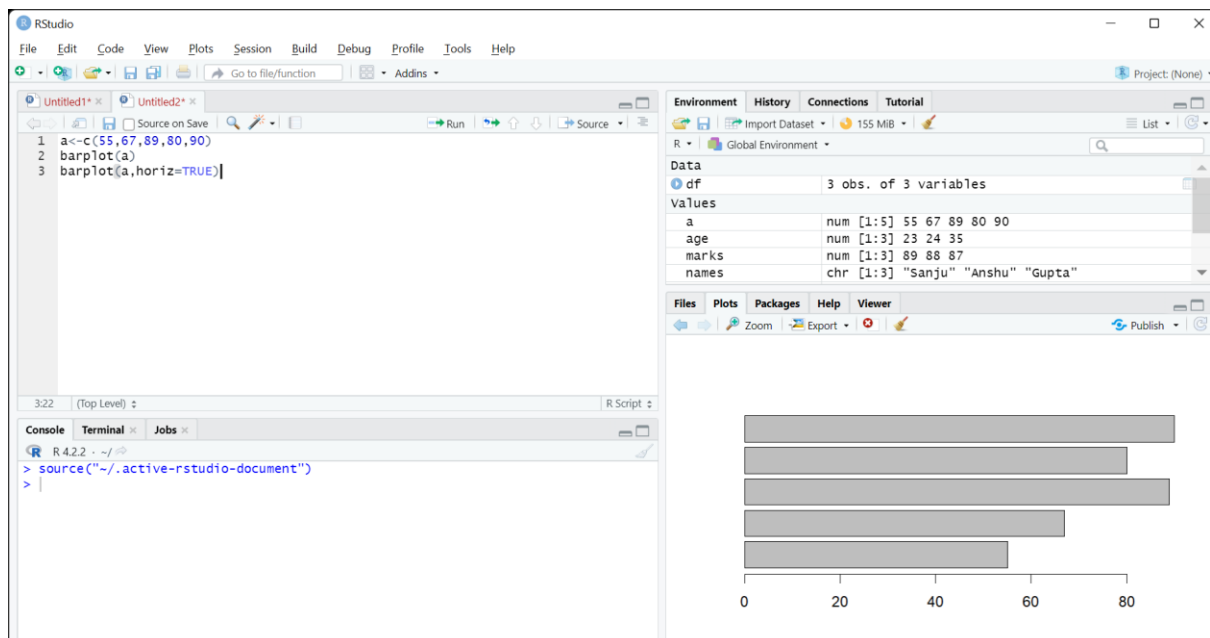 RStudio
File Edit Code View Plots Session Build Debug Profile Tools Help
Go to file/function Addins Project: (None)
Untitled1* Untitled2*
Source on Save Run Source
1 a<-c(55,67,89,80,90)
2 barplot(a)
3 barplot(a,horiz=TRUE)
3:22 (Top Level) R Script
Console Terminal Jobs
R 4.2.2 · ~/
> source("~/.active-rstudio-document")
>
Environment History Connections Tutorial
Import Dataset 155 MiB List
R Global Environment
Data
df 3 obs. of 3 variables
Values
a num [1:5] 55 67 89 80 90
age num [1:3] 23 24 35
marks num [1:3] 89 88 87
names chr [1:3] "Sanju" "Anshu" "Gupta"
Files Plots Packages Help Viewer
Zoom Export Publish
0 20 40 60 80